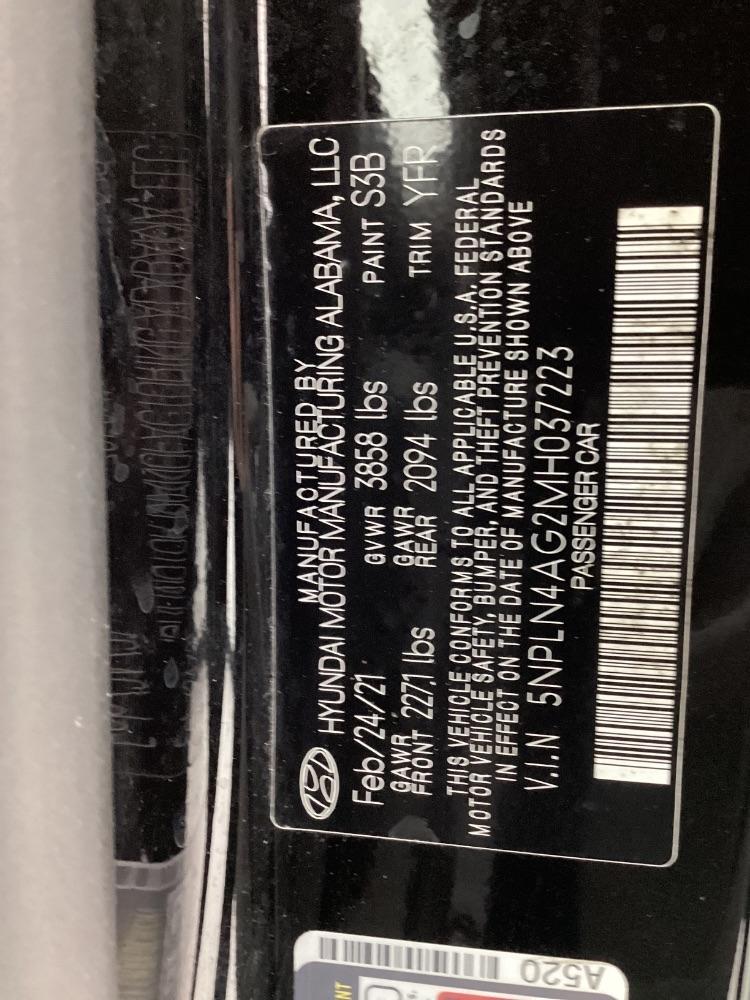 MANUFACTURED BY
HYUNDAI MOTOR MANUFACTURING ALABAMA, LLC
Feb/24/21 GVWR 3858 lbs PAINT S3B
GAWR FRONT 2271 lbs GAWR REAR 2094 lbs TRIM YFR
THIS VEHICLE CONFORMS TO ALL APPLICABLE U.S.A. FEDERAL
MOTOR VEHICLE SAFETY, BUMPER, AND THEFT PREVENTION STANDARDS
IN EFFECT ON THE DATE OF MANUFACTURE SHOWN ABOVE
V.I.N 5NPLN4AG2MH037223
PASSENGER CAR
A520